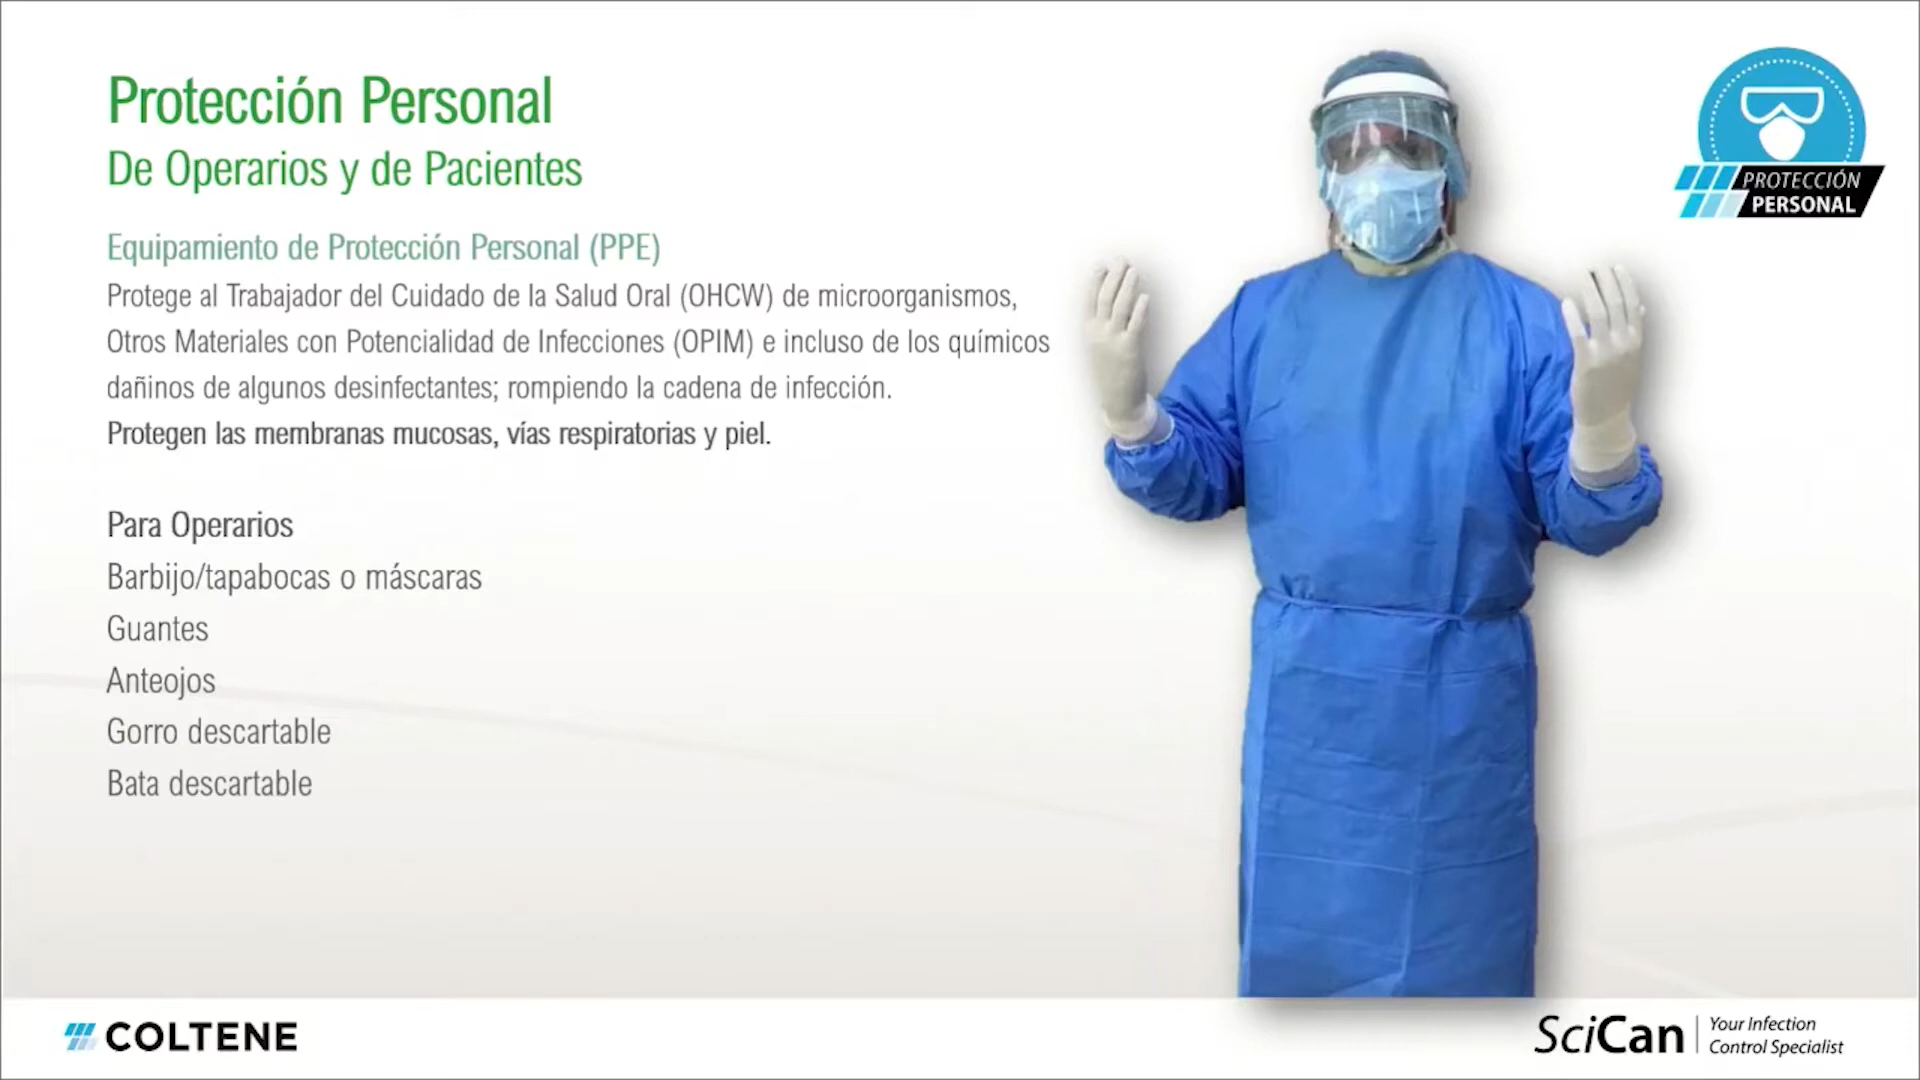 Protección Personal
De Operarios y de Pacientes
Equipamiento de Protección Personal (PPE)
Protege al Trabajador del Cuidado de la Salud Oral (OHCW) de microorganismos,
Otros Materiales con Potencialidad de Infecciones (OPIM) e incluso de los químicos
dañinos de algunos desinfectantes; rompiendo la cadena de infección.
Protegen las membranas mucosas, vías respiratorias y piel.
Para Operarios
Barbijo/tapabocas o máscaras
Guantes
Anteojos
Gorro descartable
Bata descartable
PROTECCIÓN
PERSONAL
COLTENE
SciCan
Your Infection
Control Specialist